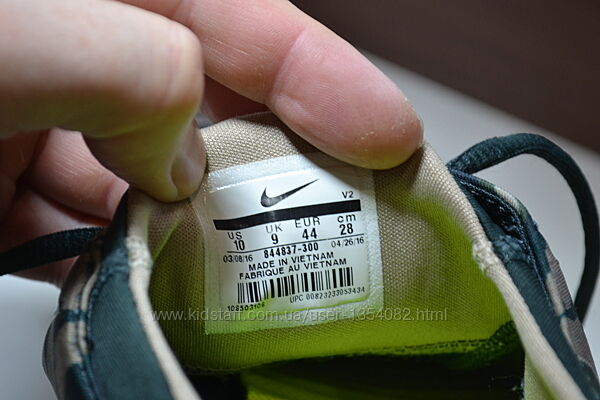 V2
US UK EUR cm
10 9 44 28
844837-300
03/08/16 04/26/16
MADE IN VIETNAM
FABRIQUE AU VIETNAM
UPC 00823233053434
www.kidstaff.com.ua/user-1354082.html